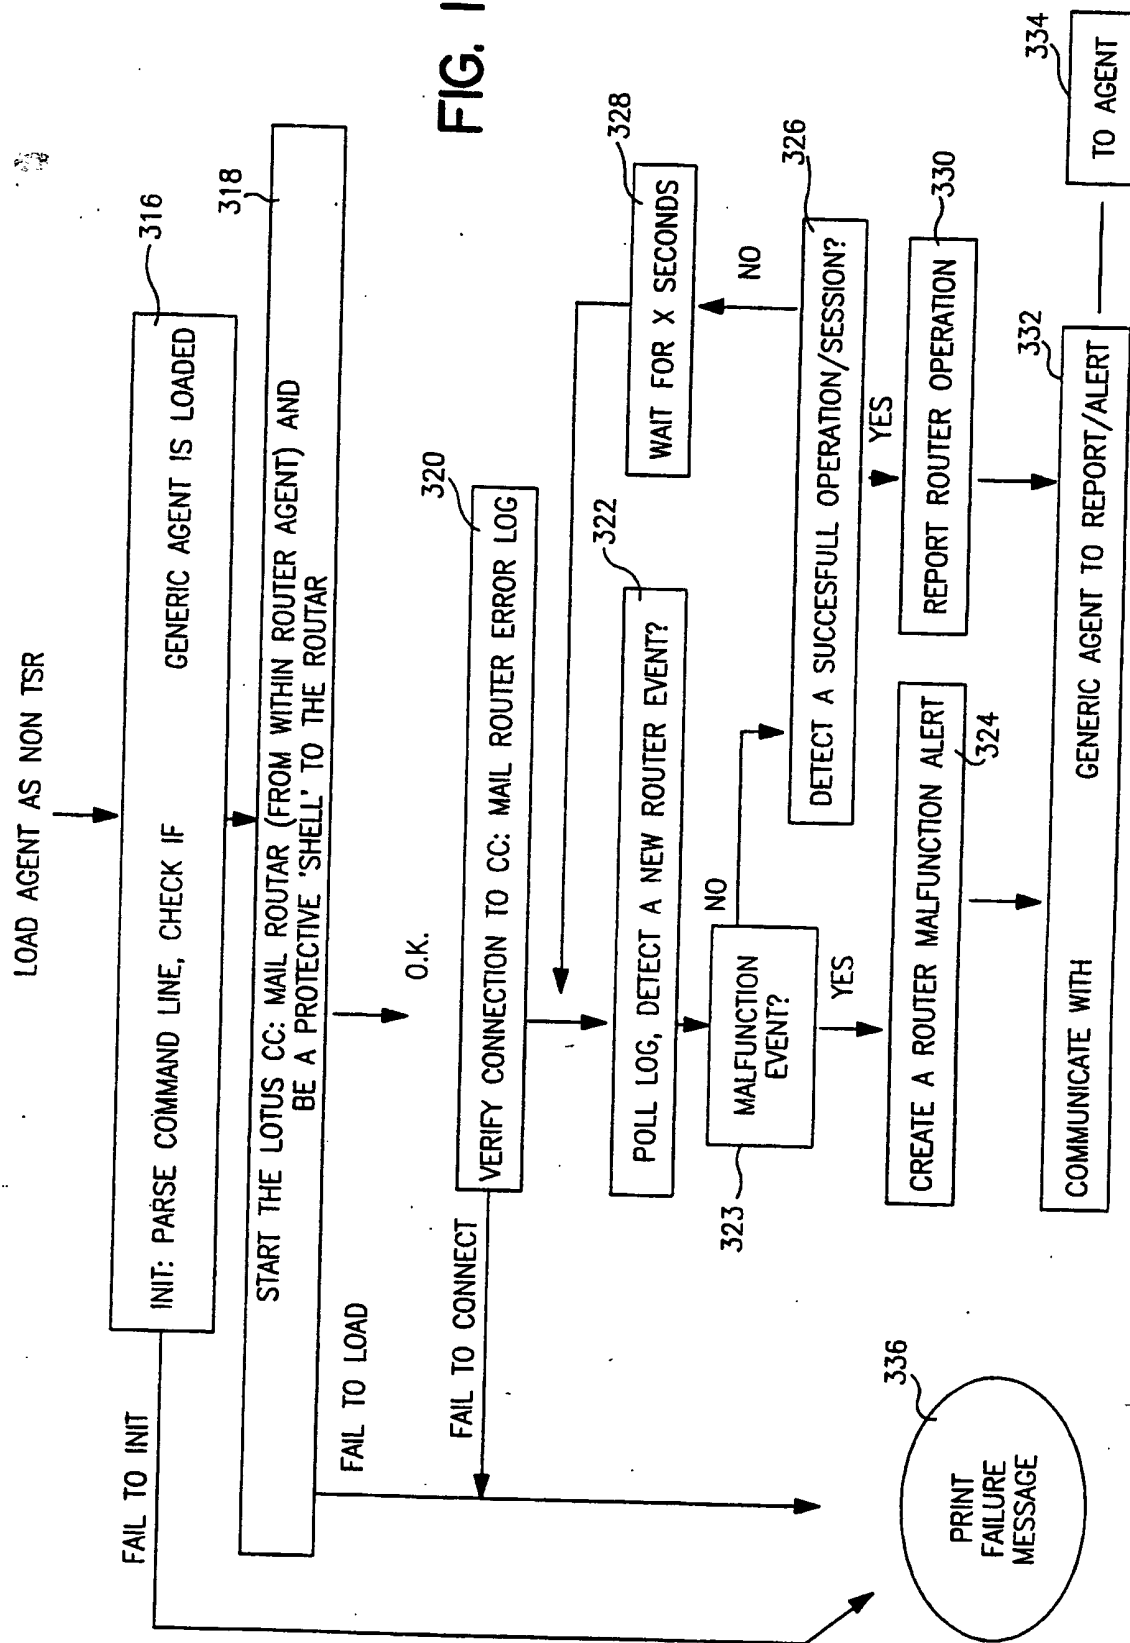 LOAD AGENT AS NON TSR
316
INIT: PARSE COMMAND LINE, CHECK IF GENERIC AGENT IS LOADED
FAIL TO INIT
318
START THE LOTUS CC: MAIL ROUTAR (FROM WITHIN ROUTER AGENT) AND
BE A PROTECTIVE 'SHELL' TO THE ROUTAR
FAIL TO LOAD
O.K.
FIG. 1
320
VERIFY CONNECTION TO CC: MAIL ROUTER ERROR LOG
FAIL TO CONNECT
328
WAIT FOR X SECONDS
322
POLL LOG, DETECT A NEW ROUTER EVENT?
NO
323
MALFUNCTION
EVENT?
NO
YES
326
DETECT A SUCCESFULL OPERATION/SESSION?
YES
324
CREATE A ROUTER MALFUNCTION ALERT
330
REPORT ROUTER OPERATION
332
COMMUNICATE WITH GENERIC AGENT TO REPORT/ALERT
334
TO AGENT
336
PRINT
FAILURE
MESSAGE